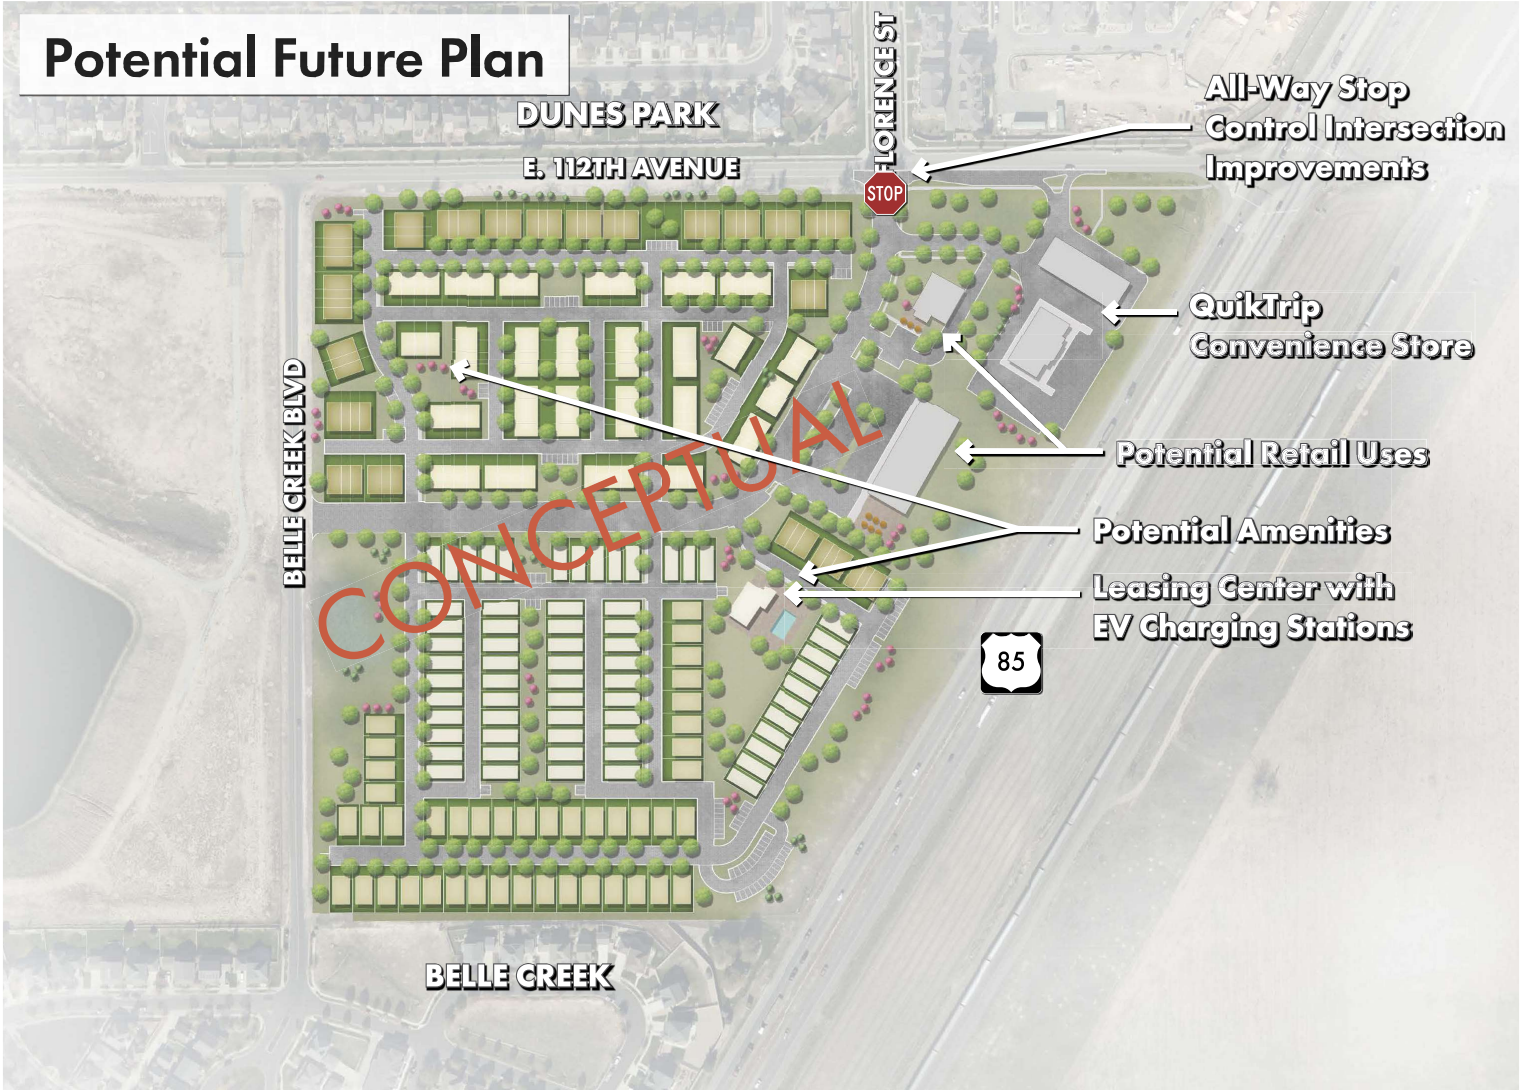 Potential Future Plan
DUNES PARK
E. 112TH AVENUE
FLORENCE ST
STOP
All-Way Stop
Control Intersection
Improvements
QuikTrip
Convenience Store
BELLE CREEK BLVD
CONCEPTUAL
Potential Retail Uses
Potential Amenities
Leasing Center with
EV Charging Stations
85
BELLE CREEK